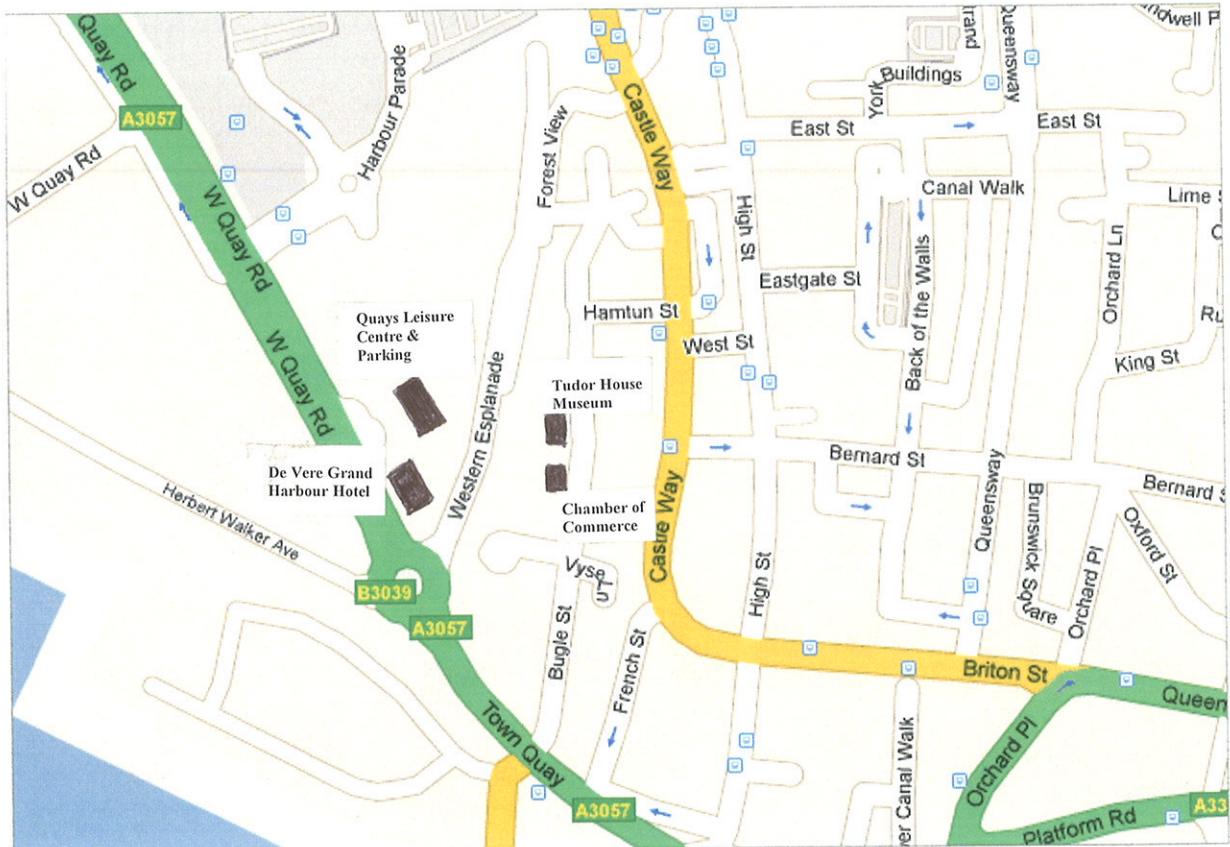 Quay Rd
A3057
W Quay Rd
W Quay Rd
W Quay Rd
Harbour Parade
Forest View
Castle Way
East St
York
Buildings
Queensway
East St
Canal Walk
Lime
High St
Eastgate St
Back of the Walls
Orchard Ln
King St
Hamtun St
West St
Quays Leisure
Centre &
Parking
Western Esplanade
Tudor House
Museum
De Vere Grand
Harbour Hotel
Chamber of
Commerce
Castle Way
Bernard St
Bernard
Herbert Walker Ave
B3039
A3057
Vyse
Ln
Bugle St
French St
High St
Queensway
Brunswick
Square
Orchard Pl
Oxford St
Briton St
Queen
Town Quay
A3057
Canal Walk
Orchard Pl
Platform Rd
A33